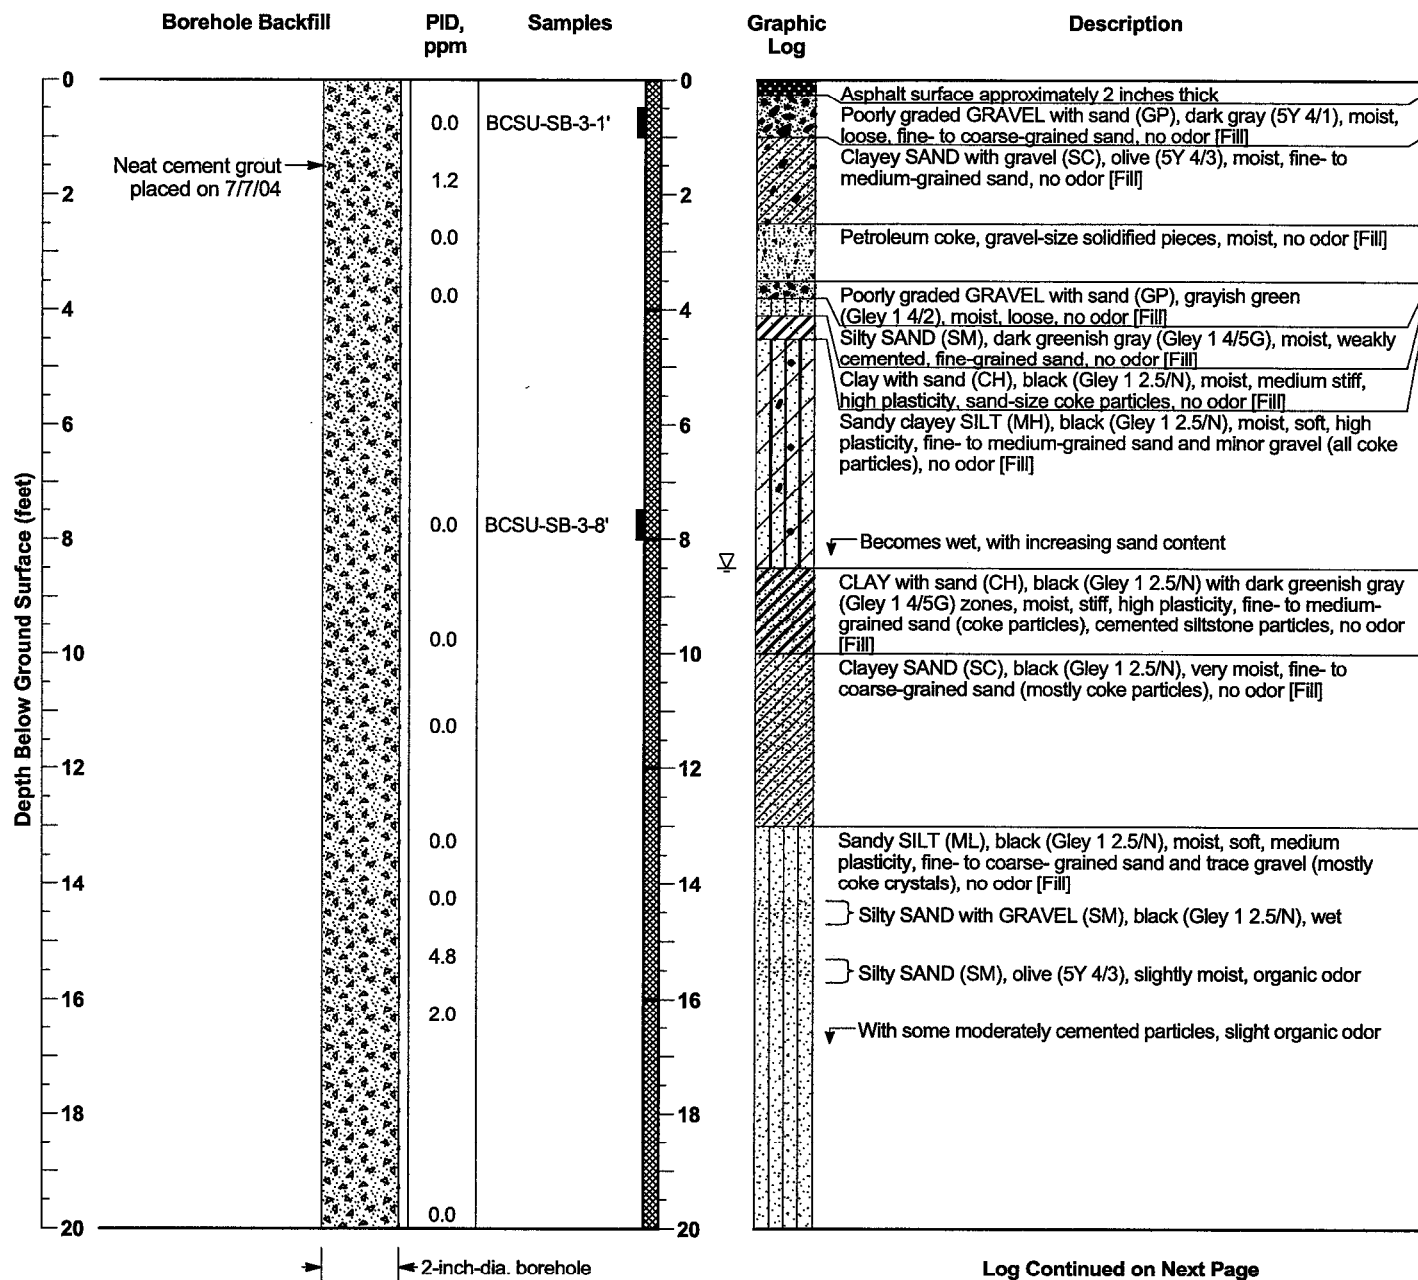 Borehole Backfill
PID, ppm
Samples
Graphic Log
Description
Depth Below Ground Surface (feet)
0
2
4
6
8
10
12
14
16
18
20
Neat cement grout
placed on 7/7/04
0.0
1.2
0.0
0.0
0.0
0.0
0.0
0.0
0.0
4.8
2.0
0.0
BCSU-SB-3-1'
BCSU-SB-3-8'
0
2
4
6
8
10
12
14
16
18
20
Asphalt surface approximately 2 inches thick
Poorly graded GRAVEL with sand (GP), dark gray (5Y 4/1), moist,
loose, fine- to coarse-grained sand, no odor [Fill]
Clayey SAND with gravel (SC), olive (5Y 4/3), moist, fine- to
medium-grained sand, no odor [Fill]
Petroleum coke, gravel-size solidified pieces, moist, no odor [Fill]
Poorly graded GRAVEL with sand (GP), grayish green
(Gley 1 4/2), moist, loose, no odor [Fill]
Silty SAND (SM), dark greenish gray (Gley 1 4/5G), moist, weakly
cemented, fine-grained sand, no odor [Fill]
Clay with sand (CH), black (Gley 1 2.5/N), moist, medium stiff,
high plasticity, sand-size coke particles, no odor [Fill]
Sandy clayey SILT (MH), black (Gley 1 2.5/N), moist, soft, high
plasticity, fine- to medium-grained sand and minor gravel (all coke
particles), no odor [Fill]
Becomes wet, with increasing sand content
CLAY with sand (CH), black (Gley 1 2.5/N) with dark greenish gray
(Gley 1 4/5G) zones, moist, stiff, high plasticity, fine- to medium-
grained sand (coke particles), cemented siltstone particles, no odor
[Fill]
Clayey SAND (SC), black (Gley 1 2.5/N), very moist, fine- to
coarse-grained sand (mostly coke particles), no odor [Fill]
Sandy SILT (ML), black (Gley 1 2.5/N), moist, soft, medium
plasticity, fine- to coarse- grained sand and trace gravel (mostly
coke crystals), no odor [Fill]
Silty SAND with GRAVEL (SM), black (Gley 1 2.5/N), wet
Silty SAND (SM), olive (5Y 4/3), slightly moist, organic odor
With some moderately cemented particles, slight organic odor
2-inch-dia. borehole
Log Continued on Next Page